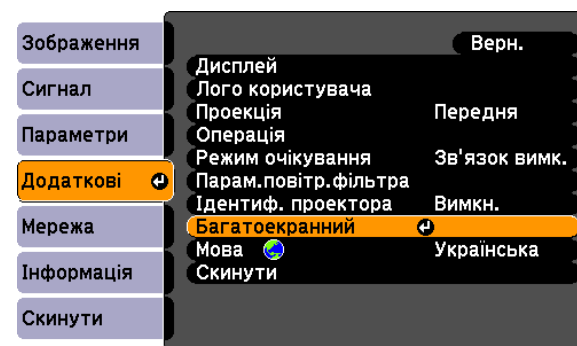 Зображення
Сигнал
Параметри
Додаткові
Мережа
Інформація
Скинути
Верн.
Дисплей
Лого користувача
Проекція Передня
Операція
Режим очікування Зв'язок вимк.
Парам.повітр.фільтра
Ідентиф. проектора Вимкн.
Багатоекранний
Мова Українська
Скинути